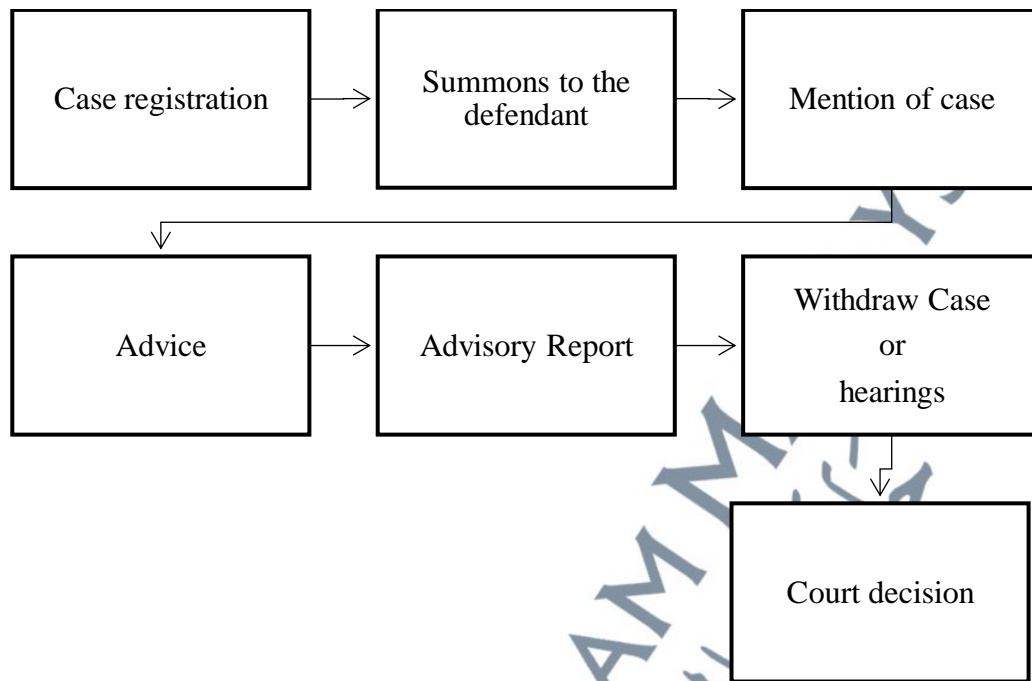 Case registration
Summons to the
defendant
Mention of case
Advice
Advisory Report
Withdraw Case
or
hearings
Court decision